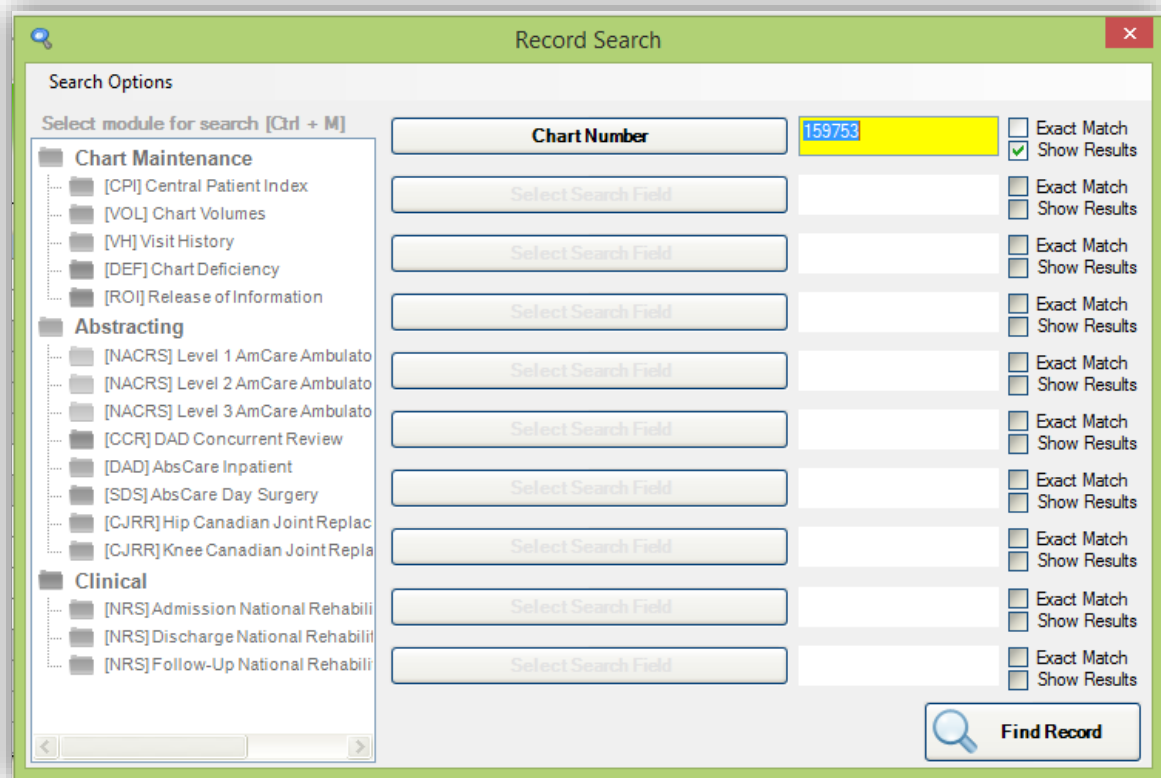 Record Search
Search Options
Select module for search [Ctrl + M]
Chart Maintenance
[CPI] Central Patient Index
[VOL] Chart Volumes
[VH] Visit History
[DEF] Chart Deficiency
[ROI] Release of Information
Abstracting
[NACRS] Level 1 AmCare Ambulato
[NACRS] Level 2 AmCare Ambulato
[NACRS] Level 3 AmCare Ambulato
[CCR] DAD Concurrent Review
[DAD] AbsCare Inpatient
[SDS] AbsCare Day Surgery
[CJRR] Hip Canadian Joint Replac
[CJRR] Knee Canadian Joint Repla
Clinical
[NRS] Admission National Rehabili
[NRS] Discharge National Rehabilit
[NRS] Follow-Up National Rehabili
Chart Number
159753
Exact Match
Show Results
Select Search Field
Exact Match
Show Results
Select Search Field
Exact Match
Show Results
Select Search Field
Exact Match
Show Results
Select Search Field
Exact Match
Show Results
Select Search Field
Exact Match
Show Results
Select Search Field
Exact Match
Show Results
Select Search Field
Exact Match
Show Results
Select Search Field
Exact Match
Show Results
Select Search Field
Exact Match
Show Results
Find Record